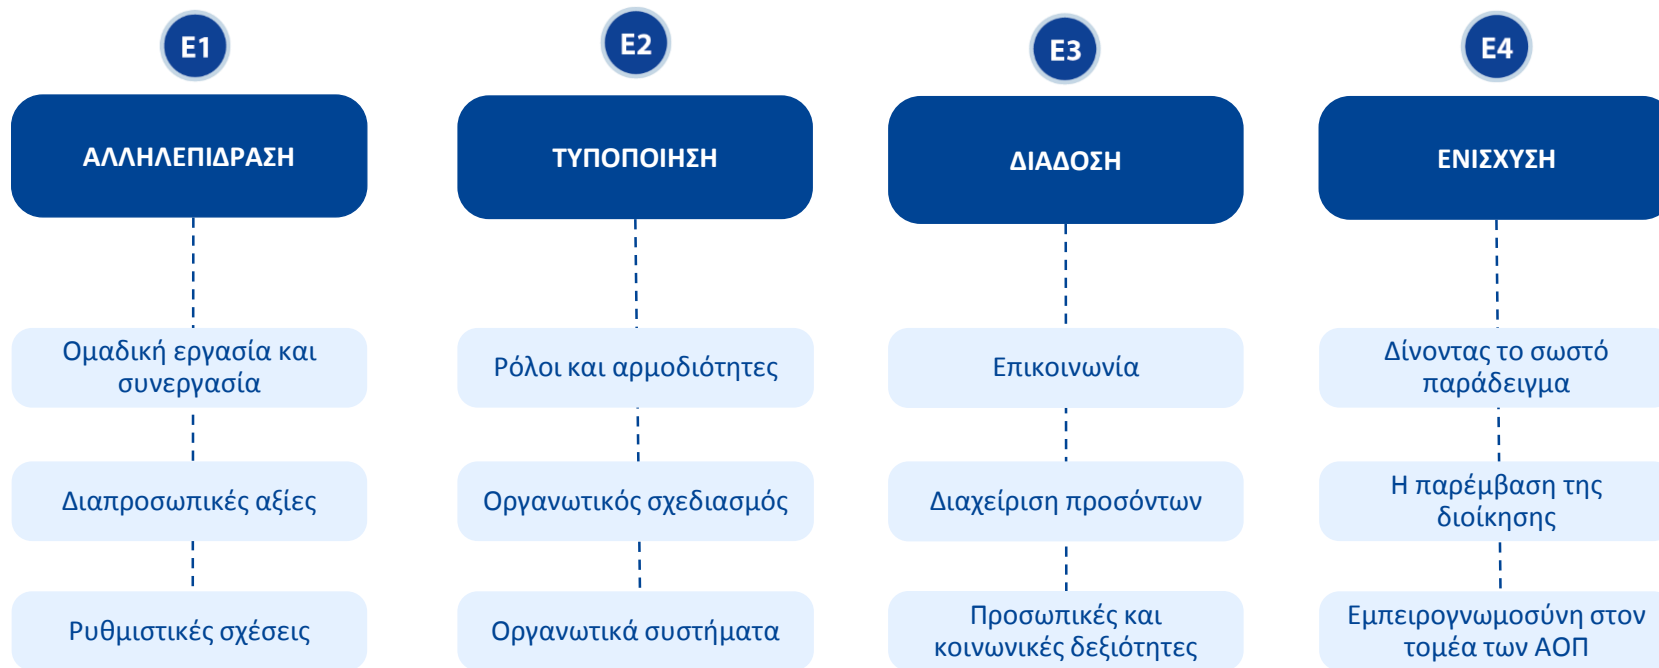 E1
ΑΛΛΗΛΕΠΙΔΡΑΣΗ
Ομαδική εργασία και
συνεργασία
Διαπροσωπικές αξίες
Ρυθμιστικές σχέσεις
E2
ΤΥΠΟΠΟΙΗΣΗ
Ρόλοι και αρμοδιότητες
Οργανωτικός σχεδιασμός
Οργανωτικά συστήματα
E3
ΔΙΑΔΟΣΗ
Επικοινωνία
Διαχείριση προσόντων
Προσωπικές και
κοινωνικές δεξιότητες
E4
ΕΝΙΣΧΥΣΗ
Δίνοντας το σωστό
παράδειγμα
Η παρέμβαση της
διοίκησης
Εμπειρογνωμοσύνη στον
τομέα των ΑΟΠ